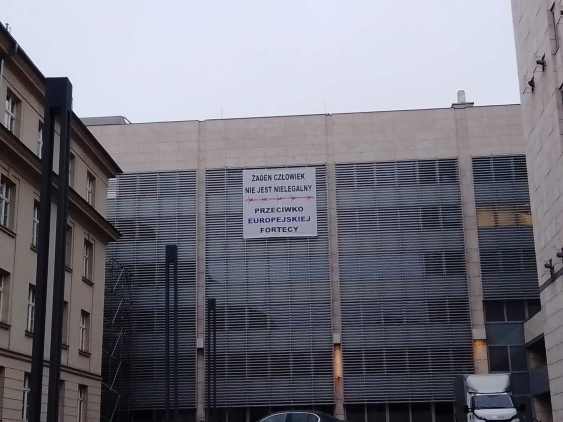 ŻADEN CZŁOWIEK
NIE JEST NIELEGALNY
PRZECIWKO
EUROPEJSKIEJ
FORTECY